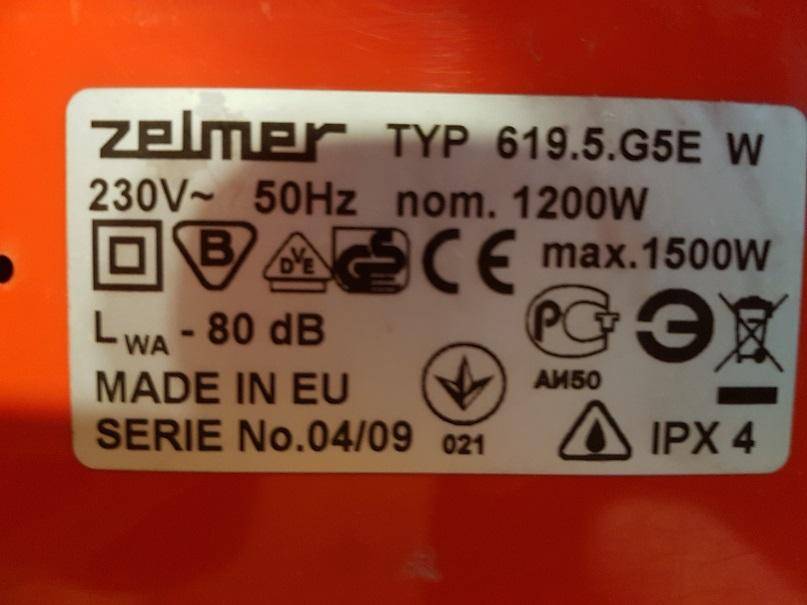 zelmer TYP 619.5.G5E W
230V~ 50Hz nom. 1200W
B DVE GS CE max.1500W
LWA - 80 dB
PCT
MADE IN EU
АИ50
SERIE No.04/09
021
IPX 4